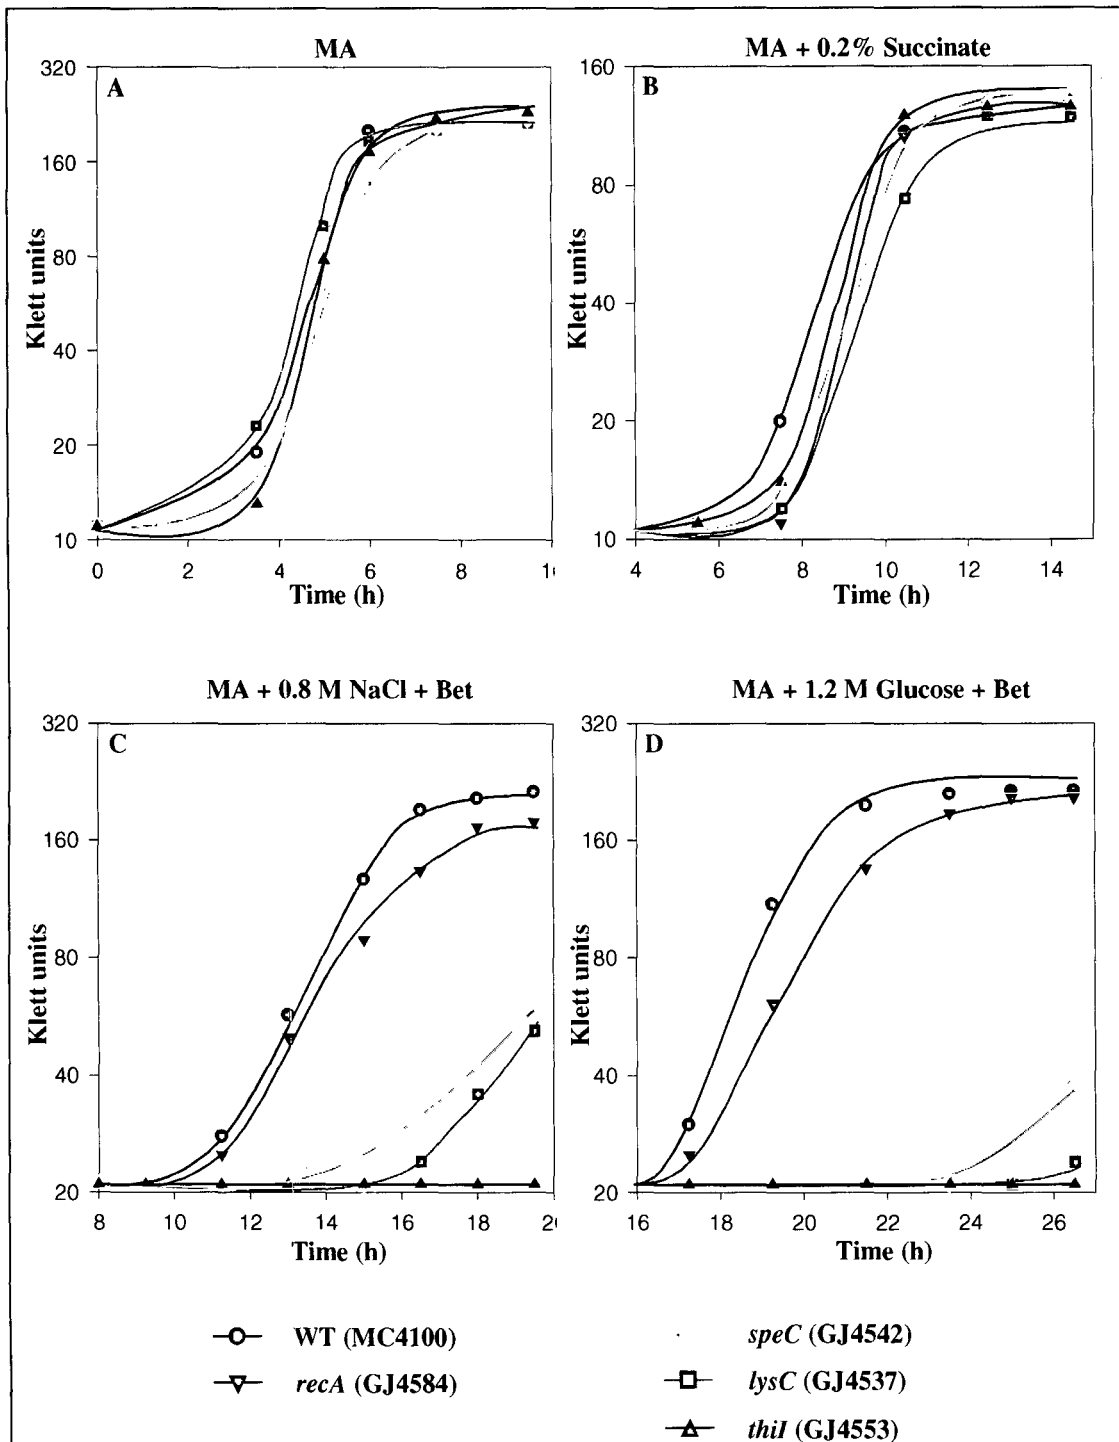 MA
MA + 0.2% Succinate
A
B
Klett units
320
160
80
40
20
10
0
2
4
6
8
Time (h)
Klett units
160
80
40
20
10
4
6
8
10
12
14
Time (h)
MA + 0.8 M NaCl + Bet
MA + 1.2 M Glucose + Bet
C
D
Klett units
320
160
80
40
20
8
10
12
14
16
18
Time (h)
Klett units
320
160
80
40
20
16
18
20
22
24
26
Time (h)
WT (MC4100)
recA (GJ4584)
speC (GJ4542)
lysC (GJ4537)
thiI (GJ4553)